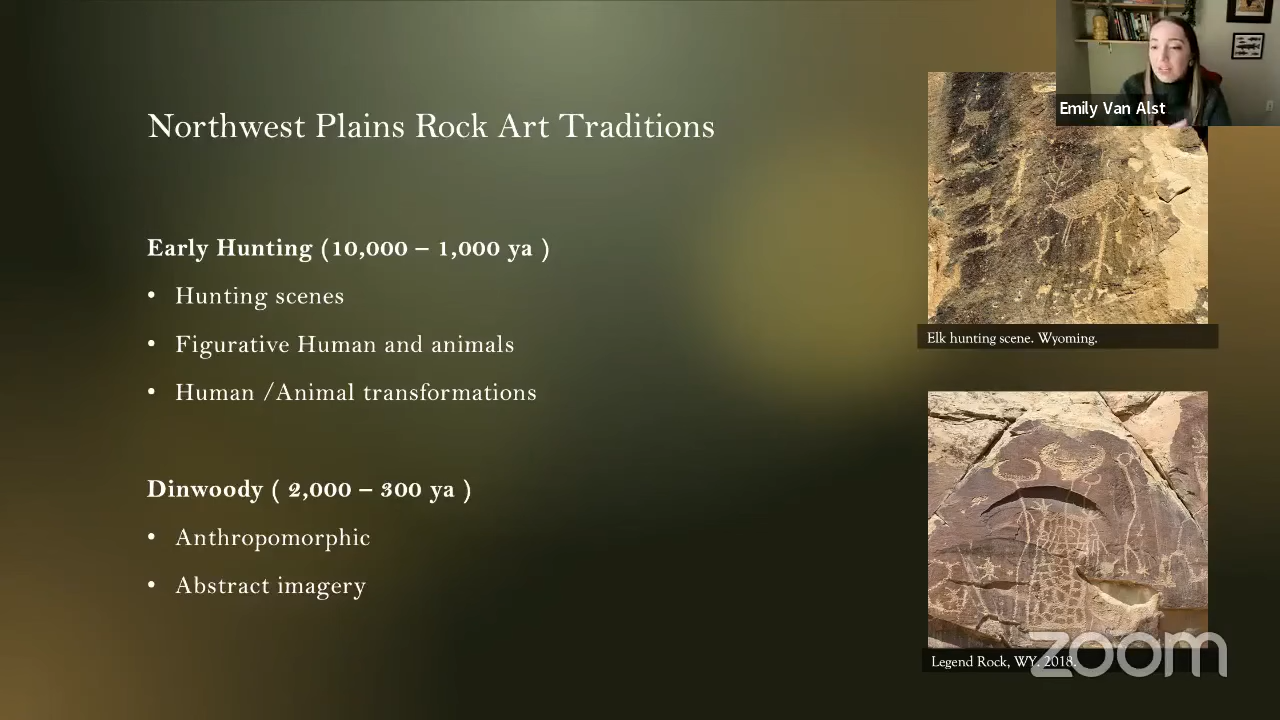 Emily Van Alst
Northwest Plains Rock Art Traditions
Early Hunting (10,000 – 1,000 ya )
• Hunting scenes
• Figurative Human and animals
• Human /Animal transformations
Elk hunting scene. Wyoming.
Dinwoody ( 2,000 – 300 ya )
• Anthropomorphic
• Abstract imagery
Legend Rock, WY. 2018.
zoom